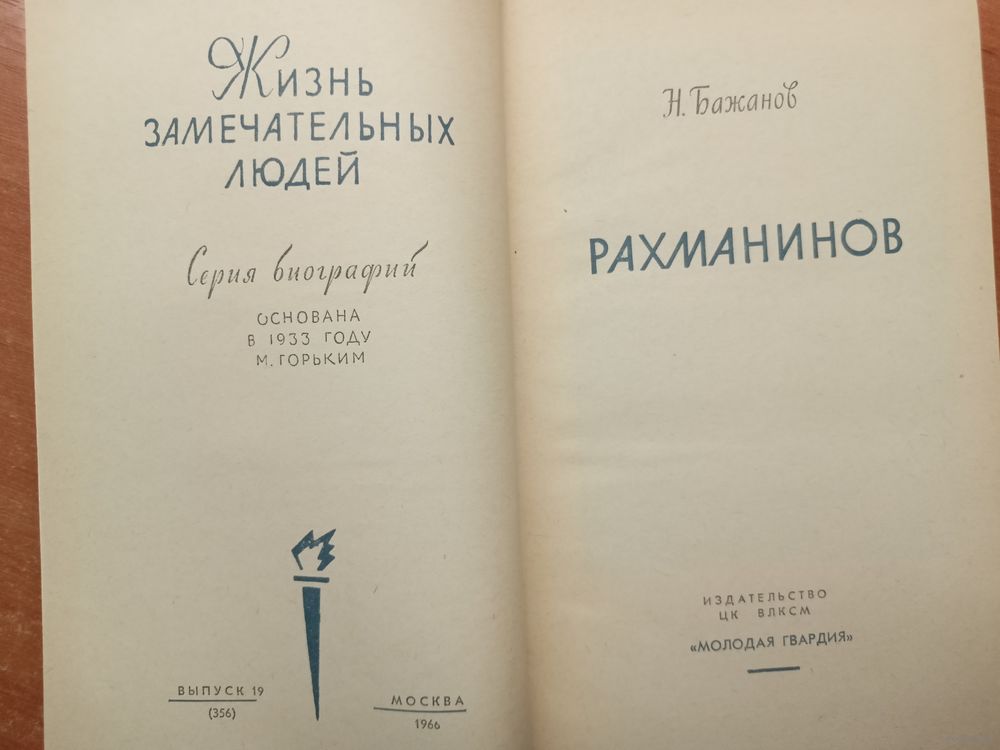 Жизнь
ЗАМЕЧАТЕЛЬНЫХ
ЛЮДЕЙ
Серия биографий
ОСНОВАНА
В 1933 ГОДУ
М. ГОРЬКИМ
ВЫПУСК 19
(356)
МОСКВА
1966
Н. Бажанов
РАХМАНИНОВ
ИЗДАТЕЛЬСТВО
ЦК ВЛКСМ
«МОЛОДАЯ ГВАРДИЯ»